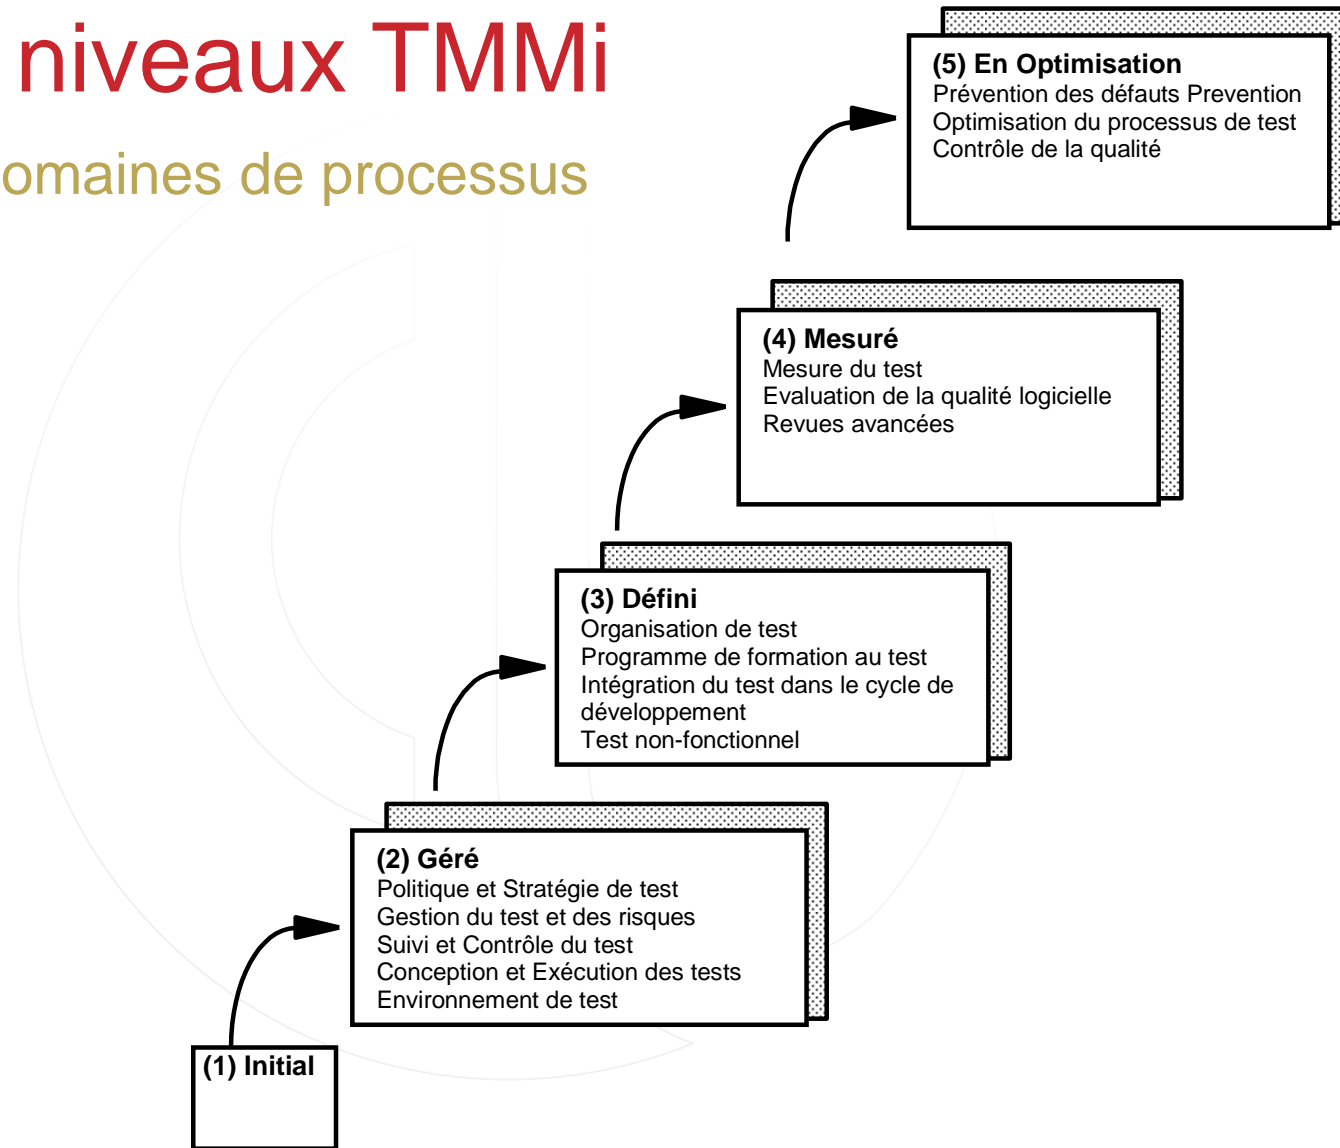 niveaux TMMi
omaines de processus
(5) En Optimisation
Prévention des défauts Prevention
Optimisation du processus de test
Contrôle de la qualité
(4) Mesuré
Mesure du test
Evaluation de la qualité logicielle
Revues avancées
(3) Défini
Organisation de test
Programme de formation au test
Intégration du test dans le cycle de
développement
Test non-fonctionnel
(2) Géré
Politique et Stratégie de test
Gestion du test et des risques
Suivi et Contrôle du test
Conception et Exécution des tests
Environnement de test
(1) Initial